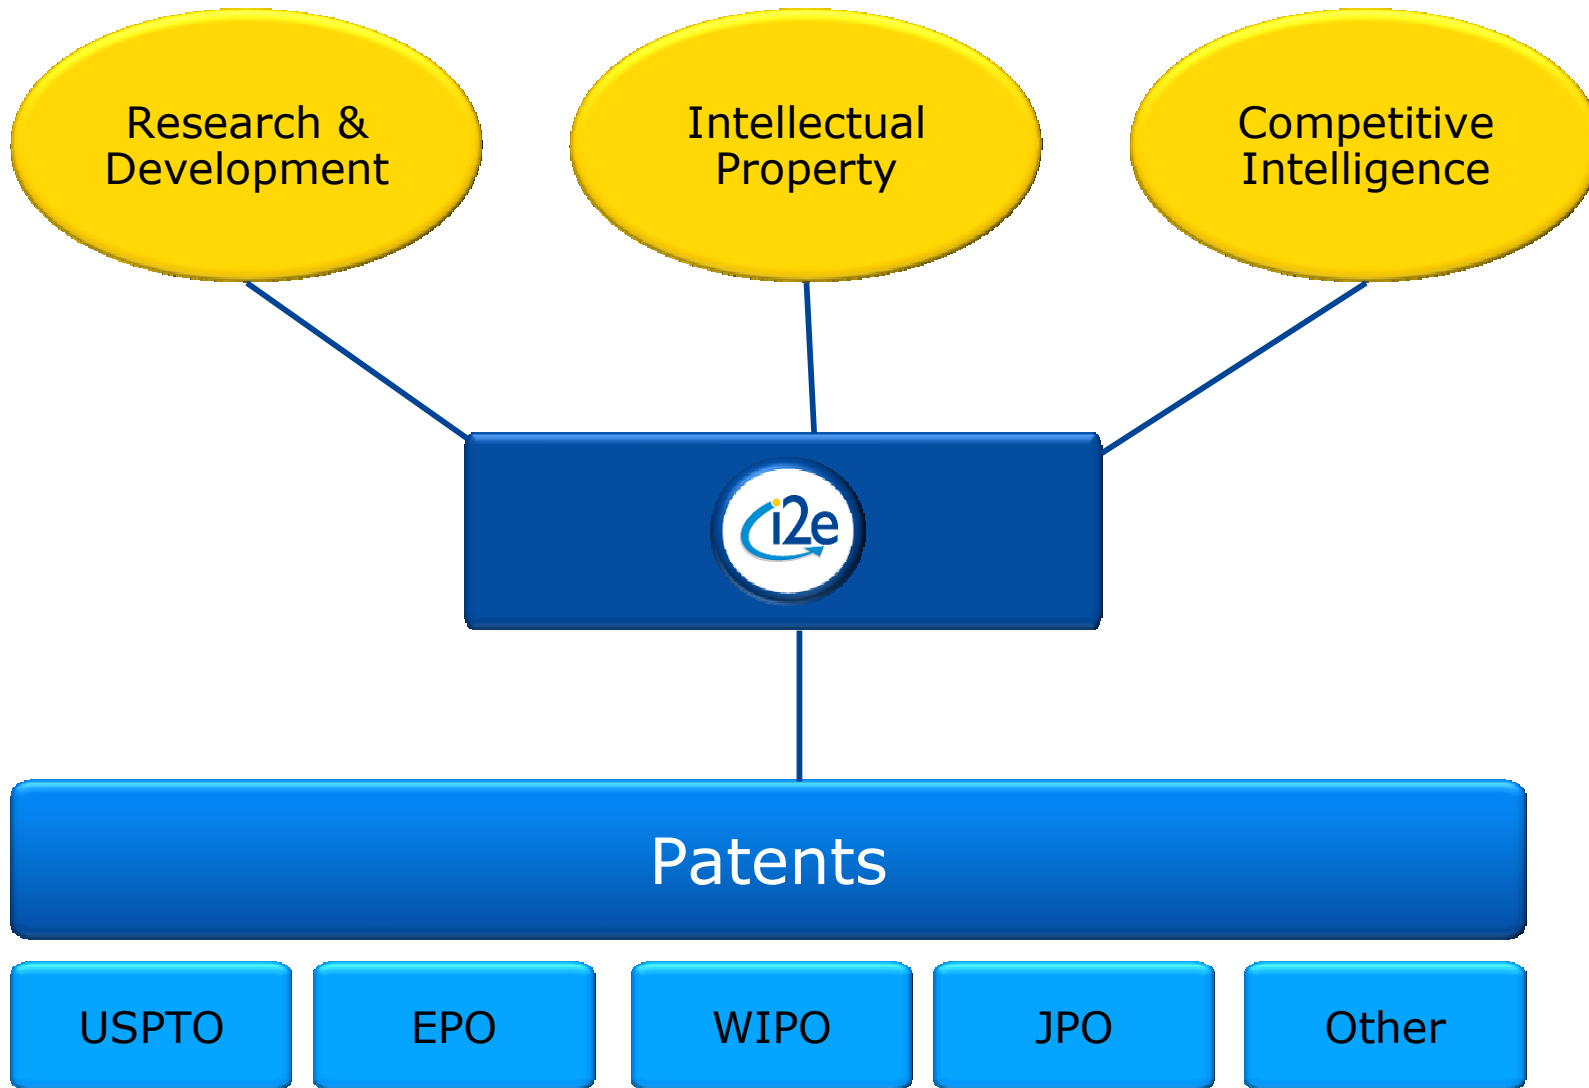 Research &
Development
Intellectual
Property
Competitive
Intelligence
i2e
Patents
USPTO
EPO
WIPO
JPO
Other